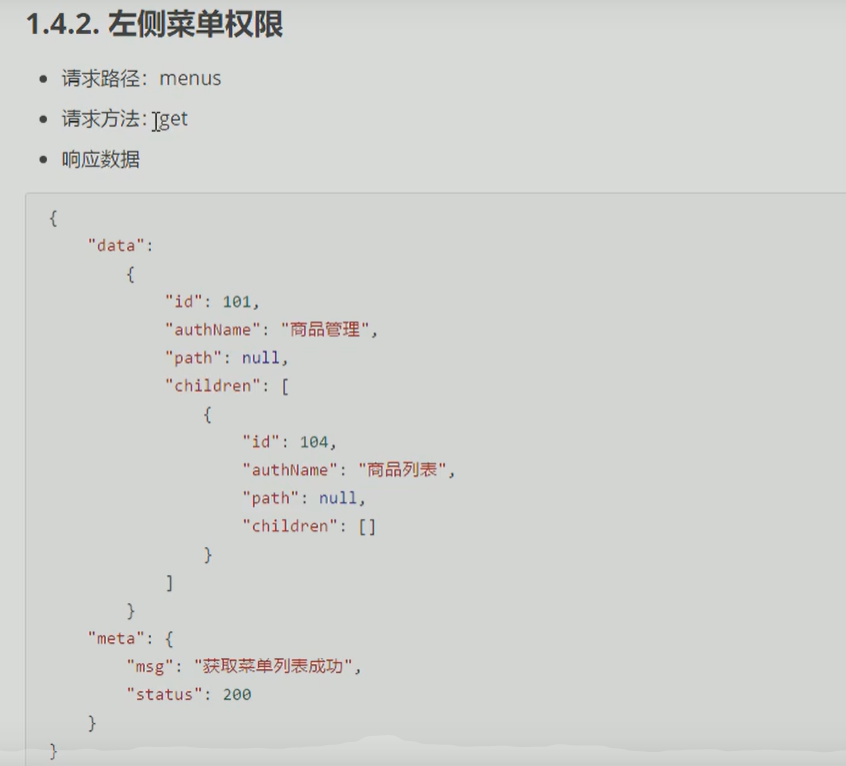 1.4.2. 左侧菜单权限
请求路径：menus
请求方法：get
响应数据
{
"data":
{
"id": 101,
"authName": "商品管理",
"path": null,
"children": [
{
"id": 104,
"authName": "商品列表",
"path": null,
"children": []
}
]
}
"meta": {
"msg": "获取菜单列表成功",
"status": 200
}
}